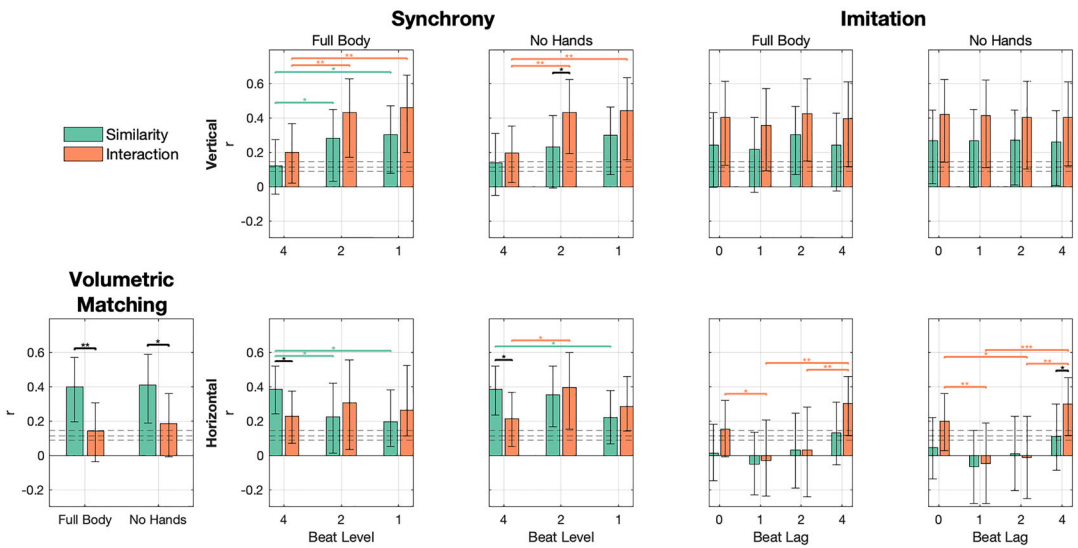 Synchrony
Imitation
Full Body
No Hands
Full Body
No Hands
Similarity
Interaction
Vertical
r
0.6
0.4
0.2
0
-0.2
** 
**
*
*
**
**
*
4 2 1
4 2 1
0 1 2 4
0 1 2 4
Volumetric
Matching
r
0.6
0.4
0.2
0
-0.2
**
*
Full Body
No Hands
Horizontal
r
0.6
0.4
0.2
0
-0.2
*
*
*
*
*
*
**
**
*
***
*
**
**
*
4 2 1
4 2 1
0 1 2 4
0 1 2 4
Beat Level
Beat Level
Beat Lag
Beat Lag